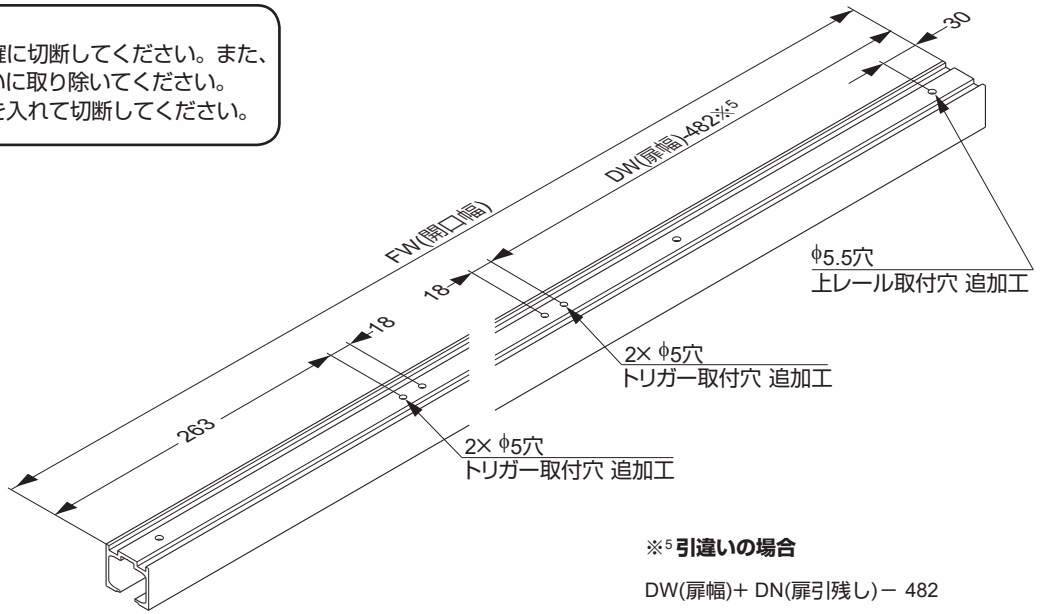 確に切断してください。また、
いに取り除いてください。
を入れて切断してください。
30
DW(扉幅)-482※5
FW(開口幅)
φ5.5穴
上レール取付穴 追加工
18
18
2× φ5穴
トリガー取付穴 追加工
263
2× φ5穴
トリガー取付穴 追加工
※5 引違いの場合
DW(扉幅)+ DN(扉引残し)− 482